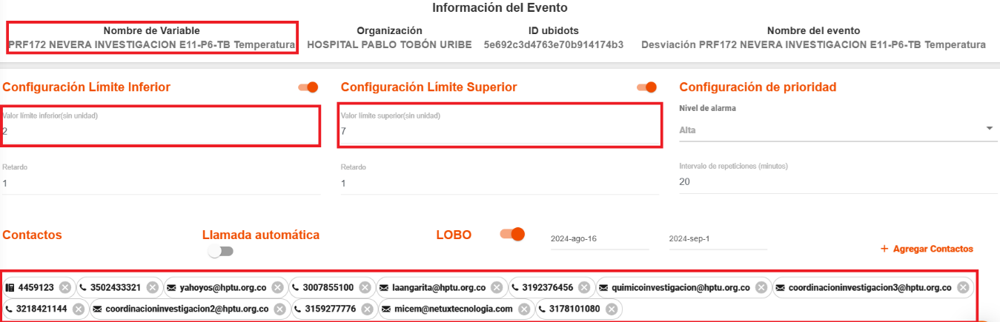 Información del Evento
Nombre de Variable Organización ID ubidots Nombre del evento
PRF172 NEVERA INVESTIGACION E11-P6-TB Temperatura HOSPITAL PABLO TOBÓN URIBE 5e692c3d4763e70b914174b3 Desviación PRF172 NEVERA INVESTIGACION E11-P6-TB Temperatura
Configuración Límite Inferior Configuración Límite Superior Configuración de prioridad
Nivel de alarma
Valor límite inferior(sin unidad) Valor límite superior(sin unidad)
2 7 Alta
Retardo Retardo Intervalo de repeticiones (minutos)
1 1 20
Contactos Llamada automática LOBO 2024-ago-16 2024-sep-1
+ Agregar Contactos
4459123 3502433321 yahoyos@hptu.org.co 3007855100 laangarita@hptu.org.co 3192376456 quimicoinvestigacion@hptu.org.co coordinacioninvestigacion3@hptu.org.co
3218421144 coordinacioninvestigacion2@hptu.org.co 3159277776 micem@netuxtecnologia.com 3178101080